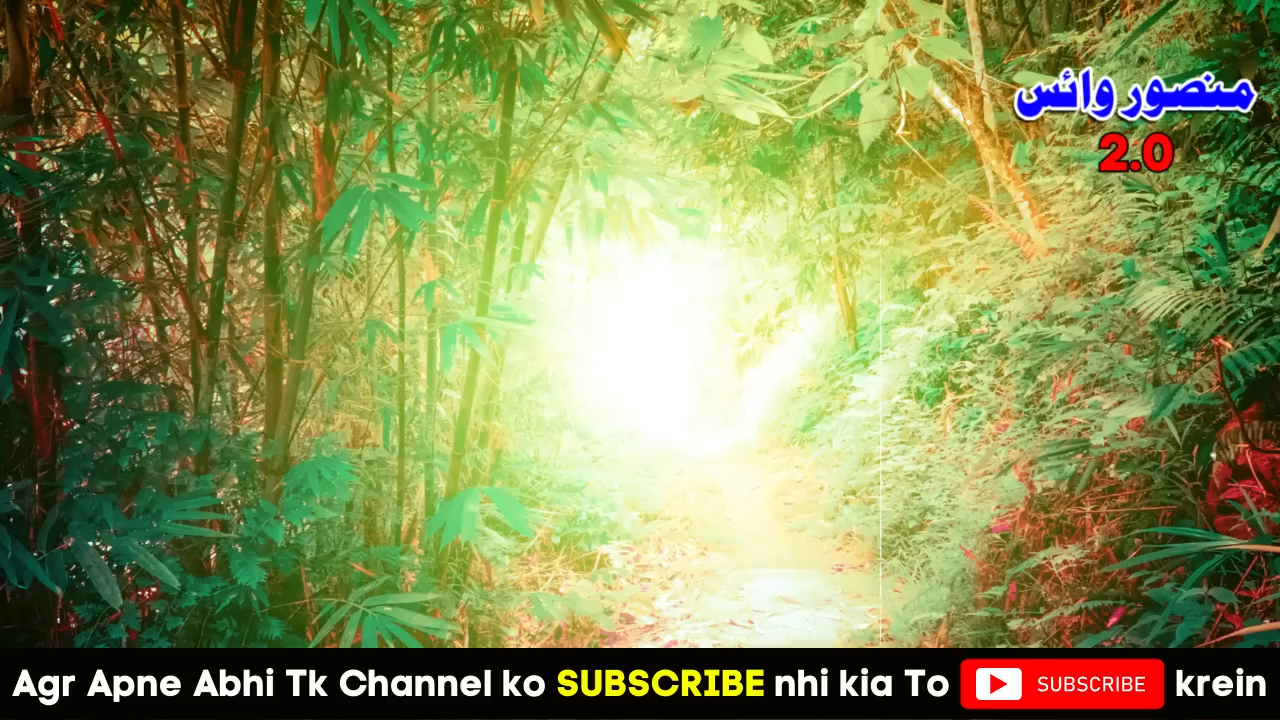 منصور وائس
2.0
Agr Apne Abhi Tk Channel ko SUBSCRIBE nhi kia To SUBSCRIBE krein